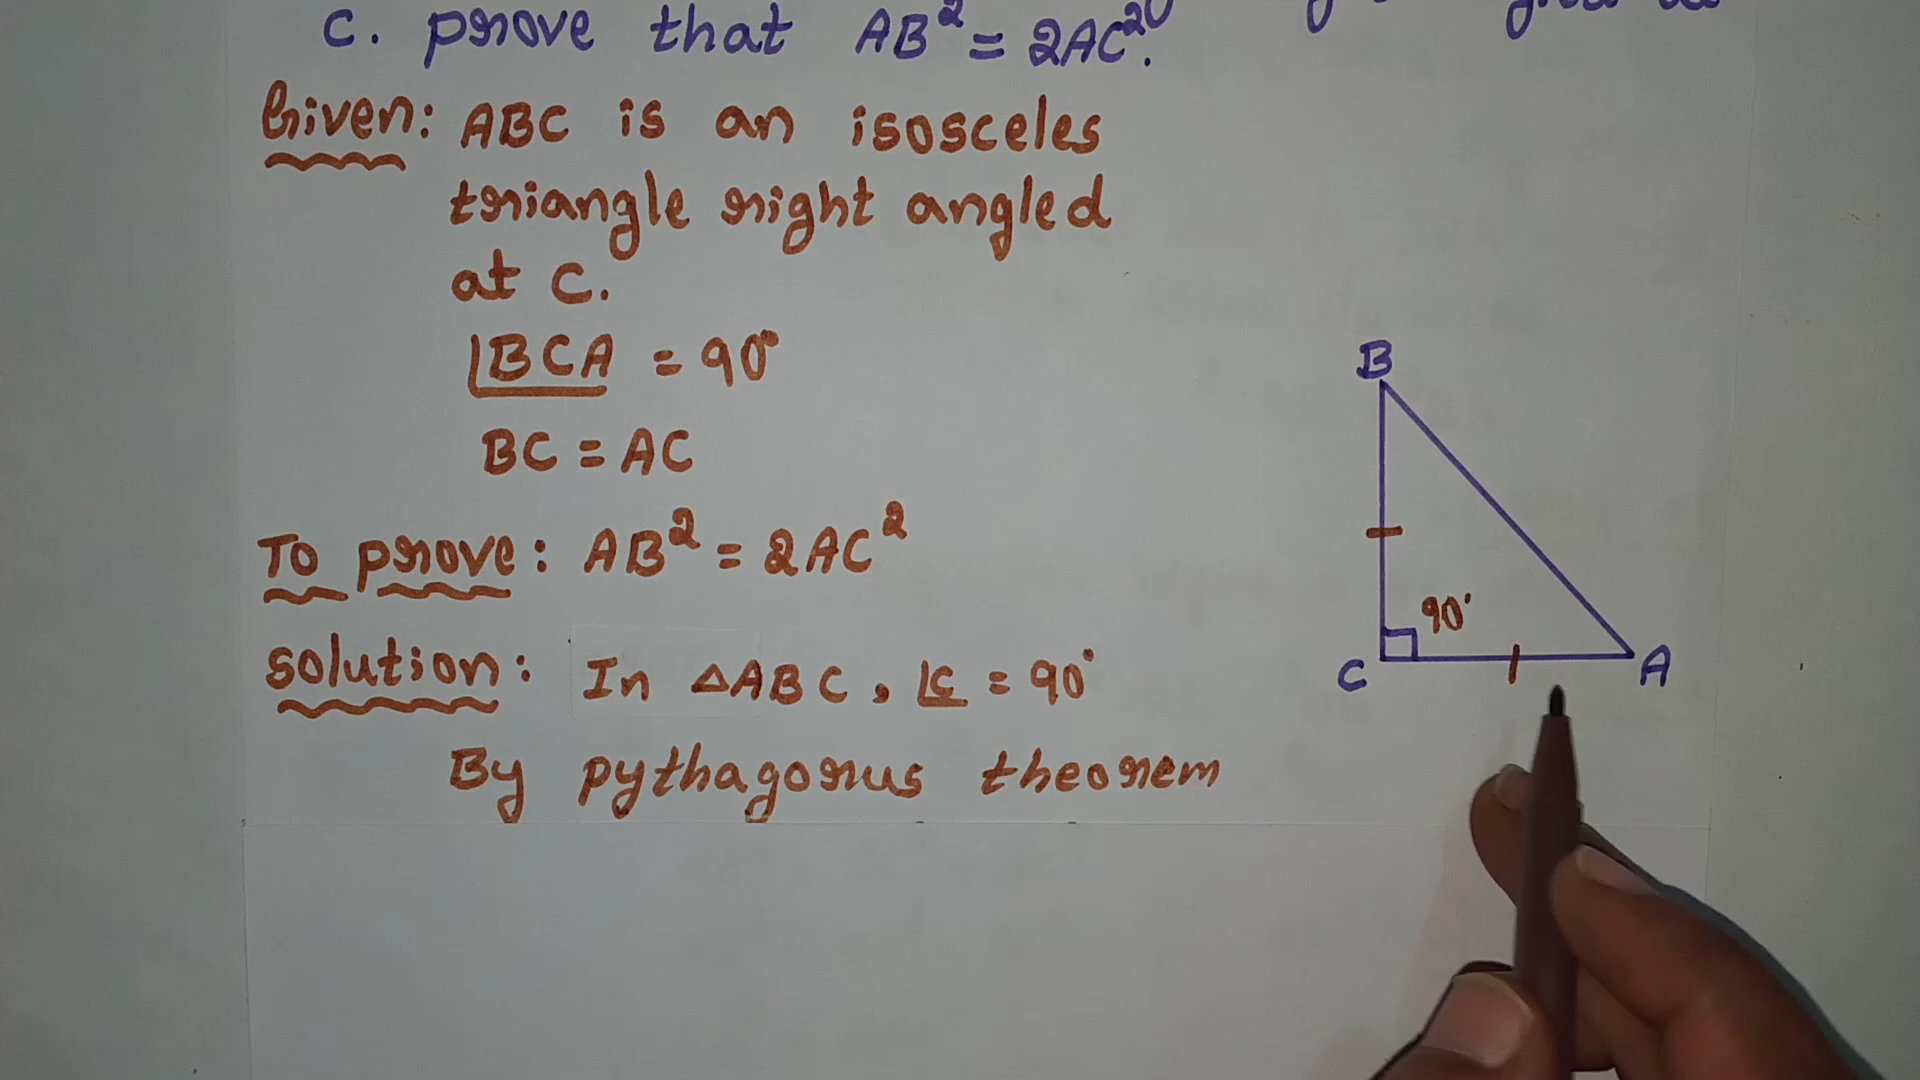 C. prove that AB² = 2AC².
Given: ABC is an isosceles
triangle right angled
at C.
∠BCA = 90°
BC = AC
To prove: AB² = 2AC²
solution: In △ABC, ∠C = 90°
By pythagorus theorem
B
90°
C
A